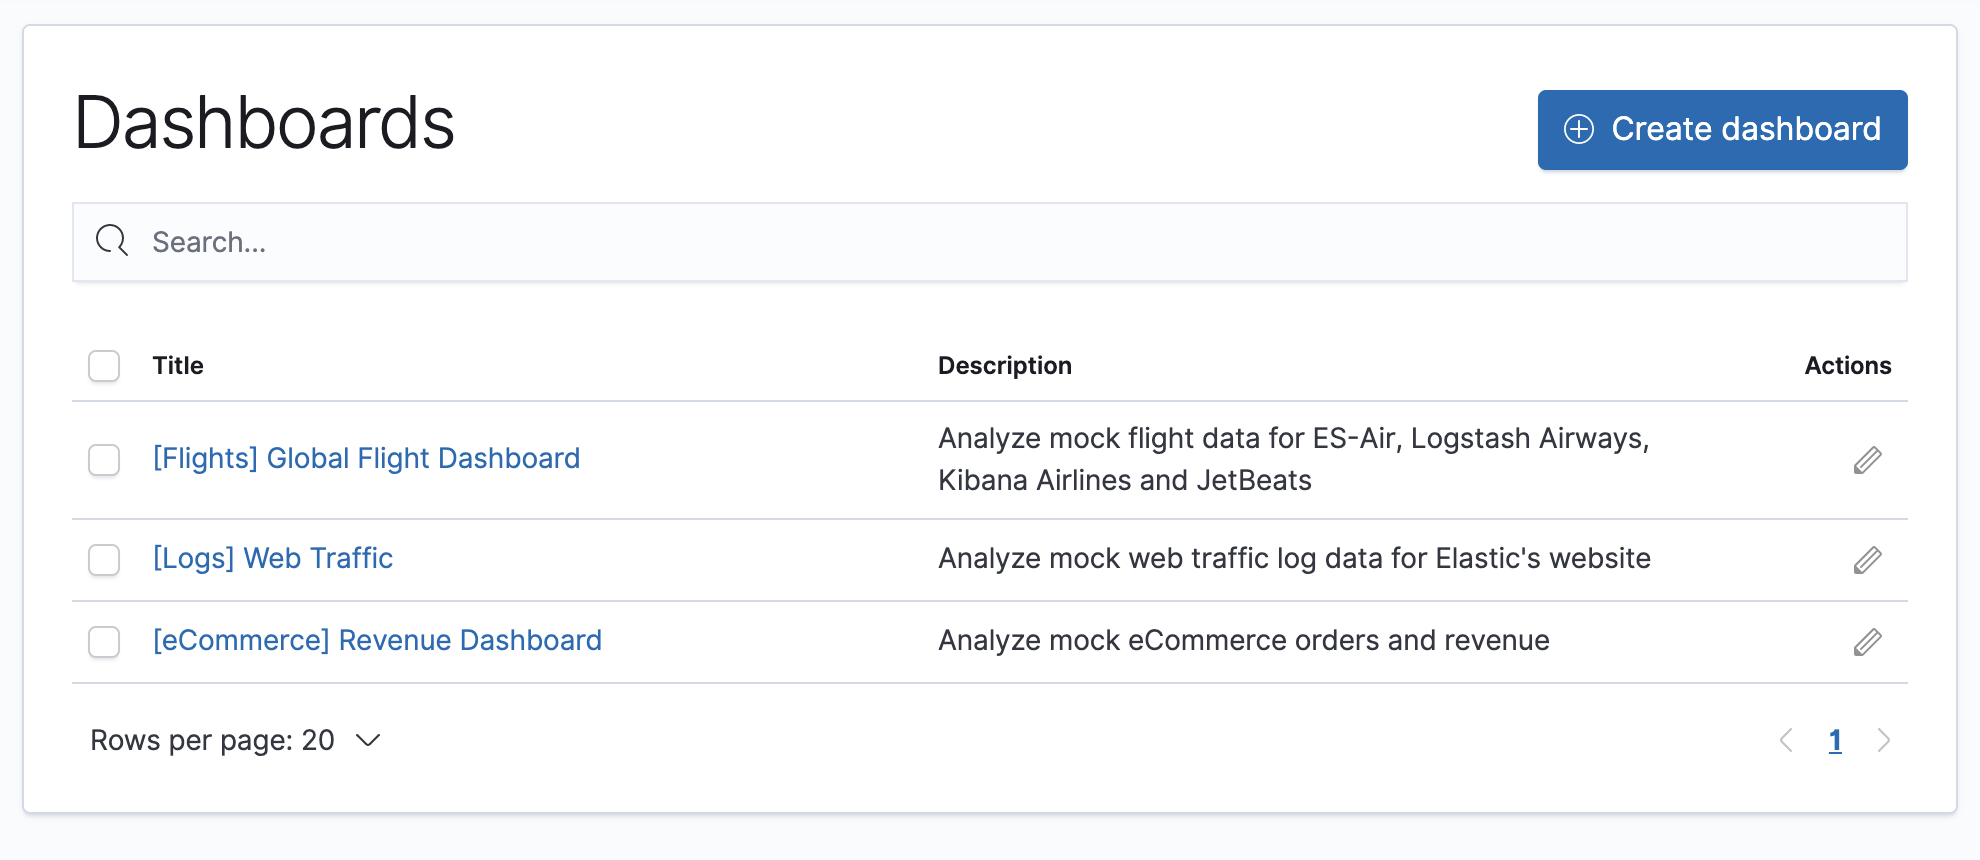 Dashboards
Create dashboard
Search...
Title Description Actions
[Flights] Global Flight Dashboard
Analyze mock flight data for ES-Air, Logstash Airways,
Kibana Airlines and JetBeats
[Logs] Web Traffic
Analyze mock web traffic log data for Elastic's website
[eCommerce] Revenue Dashboard
Analyze mock eCommerce orders and revenue
Rows per page: 20
1